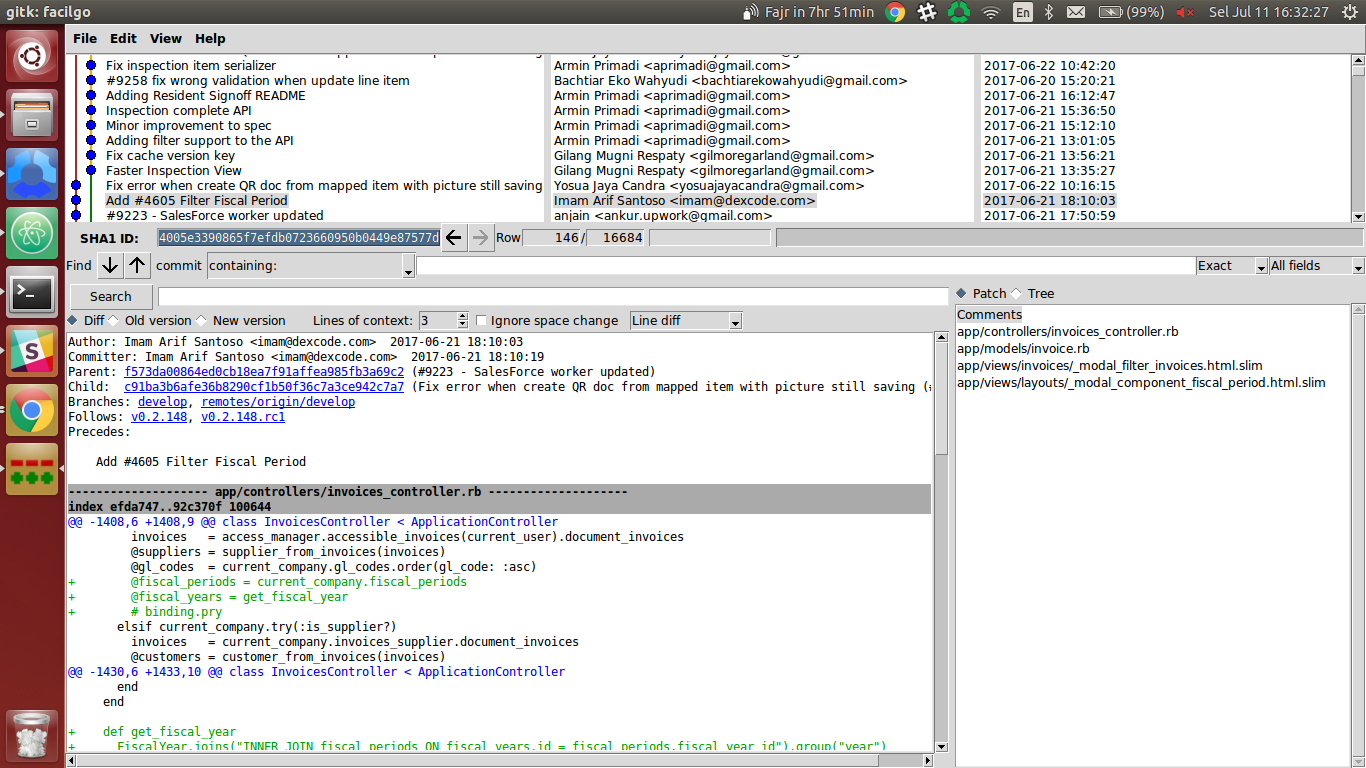 gitk: facilgo
Fajr in 7hr 51min
En
(99%)
Sel Jul 11 16:32:27
File Edit View Help
Fix inspection item serializer Armin Primadi <aprimadi@gmail.com> 2017-06-22 10:42:20
#9258 fix wrong validation when update line item Bachtiar Eko Wahyudi <bachtiarekowahyudi@gmail.com> 2017-06-20 15:20:21
Adding Resident Signoff README Armin Primadi <aprimadi@gmail.com> 2017-06-21 16:12:47
Inspection complete API Armin Primadi <aprimadi@gmail.com> 2017-06-21 15:36:50
Minor improvement to spec Armin Primadi <aprimadi@gmail.com> 2017-06-21 15:12:10
Adding filter support to the API Armin Primadi <aprimadi@gmail.com> 2017-06-21 13:01:05
Fix cache version key Gilang Mugni Respaty <gilmoregarland@gmail.com> 2017-06-21 13:56:21
Faster Inspection View Gilang Mugni Respaty <gilmoregarland@gmail.com> 2017-06-21 13:35:27
Fix error when create QR doc from mapped item with picture still saving Yosua Jaya Candra <yosuajayacandra@gmail.com> 2017-06-22 10:16:15
Add #4605 Filter Fiscal Period Imam Arif Santoso <imam@dexcode.com> 2017-06-21 18:10:03
#9223 - SalesForce worker updated anjain <ankur.upwork@gmail.com> 2017-06-21 17:50:59
SHA1 ID: 4005e3390865f7efdb0723660950b0449e87577d Row 146 / 16684
Find commit containing: Exact All fields
Search
Patch Tree
Diff Old version New version Lines of context: 3 Ignore space change Line diff
Author: Imam Arif Santoso <imam@dexcode.com> 2017-06-21 18:10:03
Committer: Imam Arif Santoso <imam@dexcode.com> 2017-06-21 18:10:19
Parent: f573da00864ed0cb18ea7f91affea985fb3a69c2 (#9223 - SalesForce worker updated)
Child: c91ba3b6afe36b8290cf1b50f36c7a3ce942c7a7 (Fix error when create QR doc from mapped item with picture still saving (#
Branches: develop, remotes/origin/develop
Follows: v0.2.148, v0.2.148.rc1
Precedes:
Add #4605 Filter Fiscal Period
-------------------- app/controllers/invoices_controller.rb --------------------
index efda747..92c370f 100644
@@ -1408,6 +1408,9 @@ class InvoicesController < ApplicationController
invoices = access_manager.accessible_invoices(current_user).document_invoices
@suppliers = supplier_from_invoices(invoices)
@gl_codes = current_company.gl_codes.order(gl_code: :asc)
+ @fiscal_periods = current_company.fiscal_periods
+ @fiscal_years = get_fiscal_year
+ # binding.pry
elsif current_company.try(:is_supplier?)
invoices = current_company.invoices_supplier.document_invoices
@customers = customer_from_invoices(invoices)
@@ -1430,6 +1433,10 @@ class InvoicesController < ApplicationController
end
end
+ def get_fiscal_year
+ FiscalYear.joins("INNER JOIN fiscal_periods ON fiscal_years.id = fiscal_periods.fiscal_year_id").group("year")
Comments
app/controllers/invoices_controller.rb
app/models/invoice.rb
app/views/invoices/_modal_filter_invoices.html.slim
app/views/layouts/_modal_component_fiscal_period.html.slim